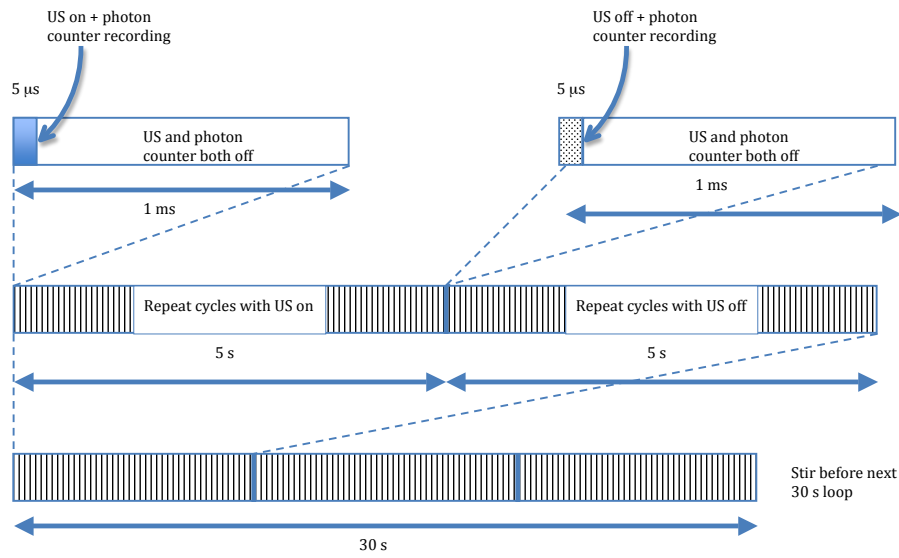 US on + photon
counter recording
US off + photon
counter recording
5 μs
5 μs
US and photon
counter both off
US and photon
counter both off
1 ms
1 ms
Repeat cycles with US on
Repeat cycles with US off
5 s
5 s
Stir before next
30 s loop
30 s